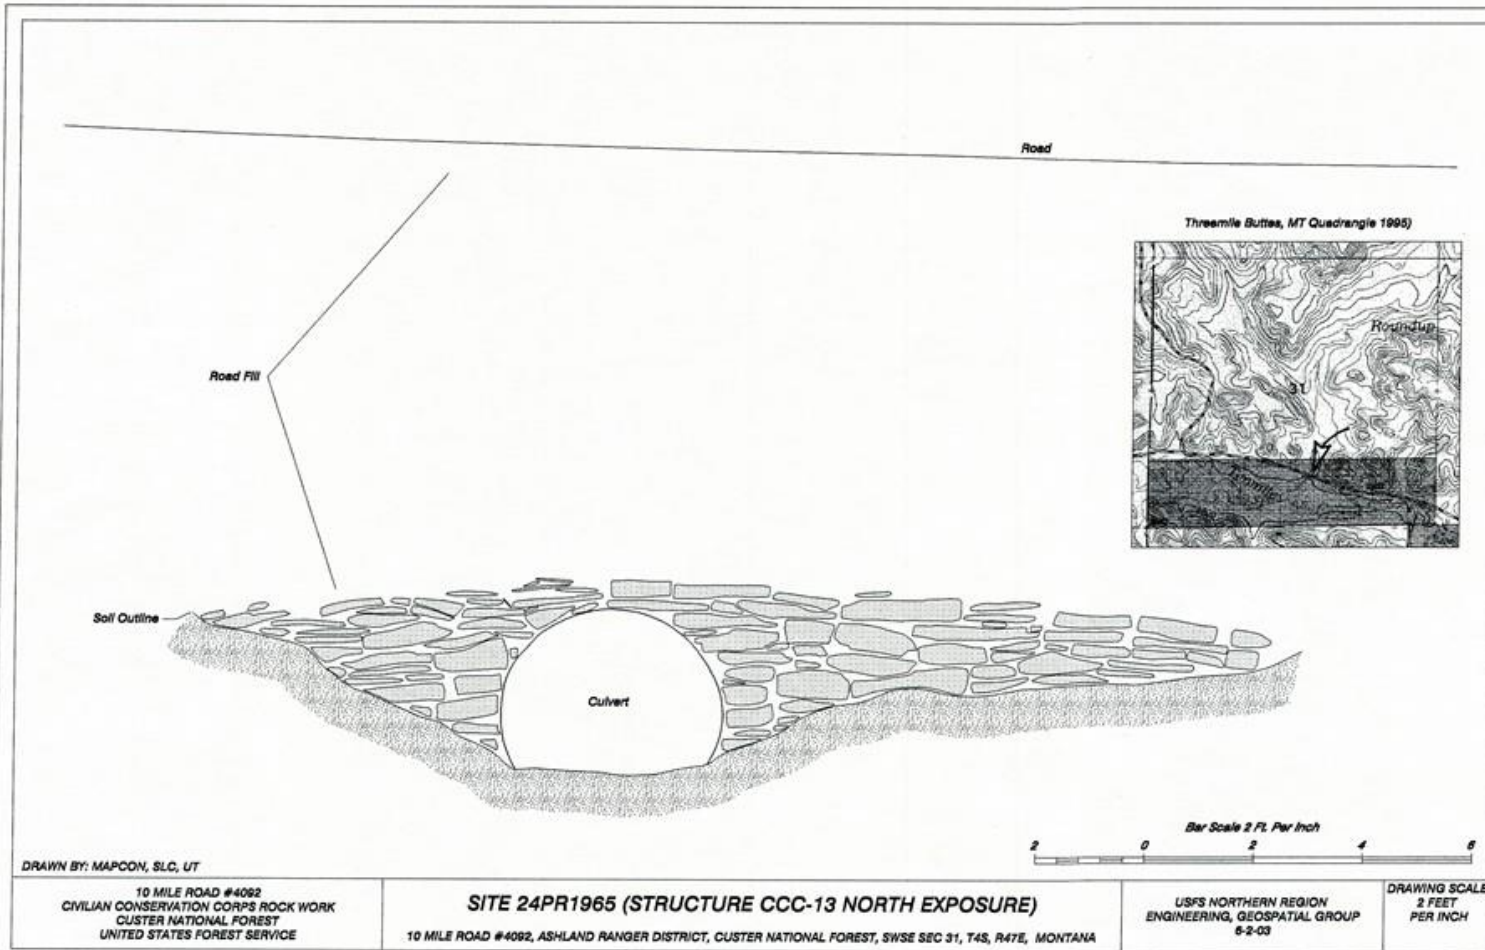 Road
Threemile Buttes, MT Quadrangle 1995)
Roundup
31
Road Fill
Soil Outline
Culvert
Bar Scale 2 Ft. Per Inch
2 0 2 4 6
DRAWN BY: MAPCON, SLC, UT
10 MILE ROAD #4092
CIVILIAN CONSERVATION CORPS ROCK WORK
CUSTER NATIONAL FOREST
UNITED STATES FOREST SERVICE
SITE 24PR1965 (STRUCTURE CCC-13 NORTH EXPOSURE)
10 MILE ROAD #4092, ASHLAND RANGER DISTRICT, CUSTER NATIONAL FOREST, SWSE SEC 31, T4S, R47E, MONTANA
USFS NORTHERN REGION
ENGINEERING, GEOSPATIAL GROUP
6-2-03
DRAWING SCALE
2 FEET
PER INCH